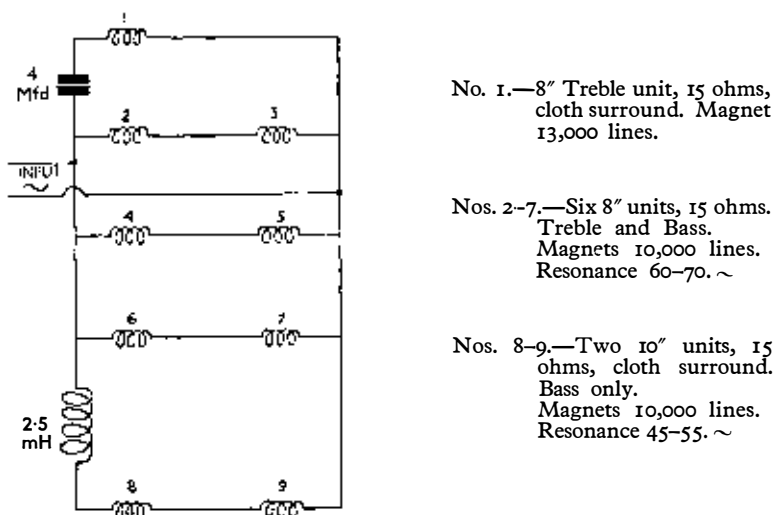 1
4
Mfd
2 3
INPUT
~
4 5
6 7
2·5
mH
8 9
No. 1.—8″ Treble unit, 15 ohms,
cloth surround. Magnet
13,000 lines.
Nos. 2–7.—Six 8″ units, 15 ohms.
Treble and Bass.
Magnets 10,000 lines.
Resonance 60–70. ~
Nos. 8–9.—Two 10″ units, 15
ohms, cloth surround.
Bass only.
Magnets 10,000 lines.
Resonance 45–55. ~